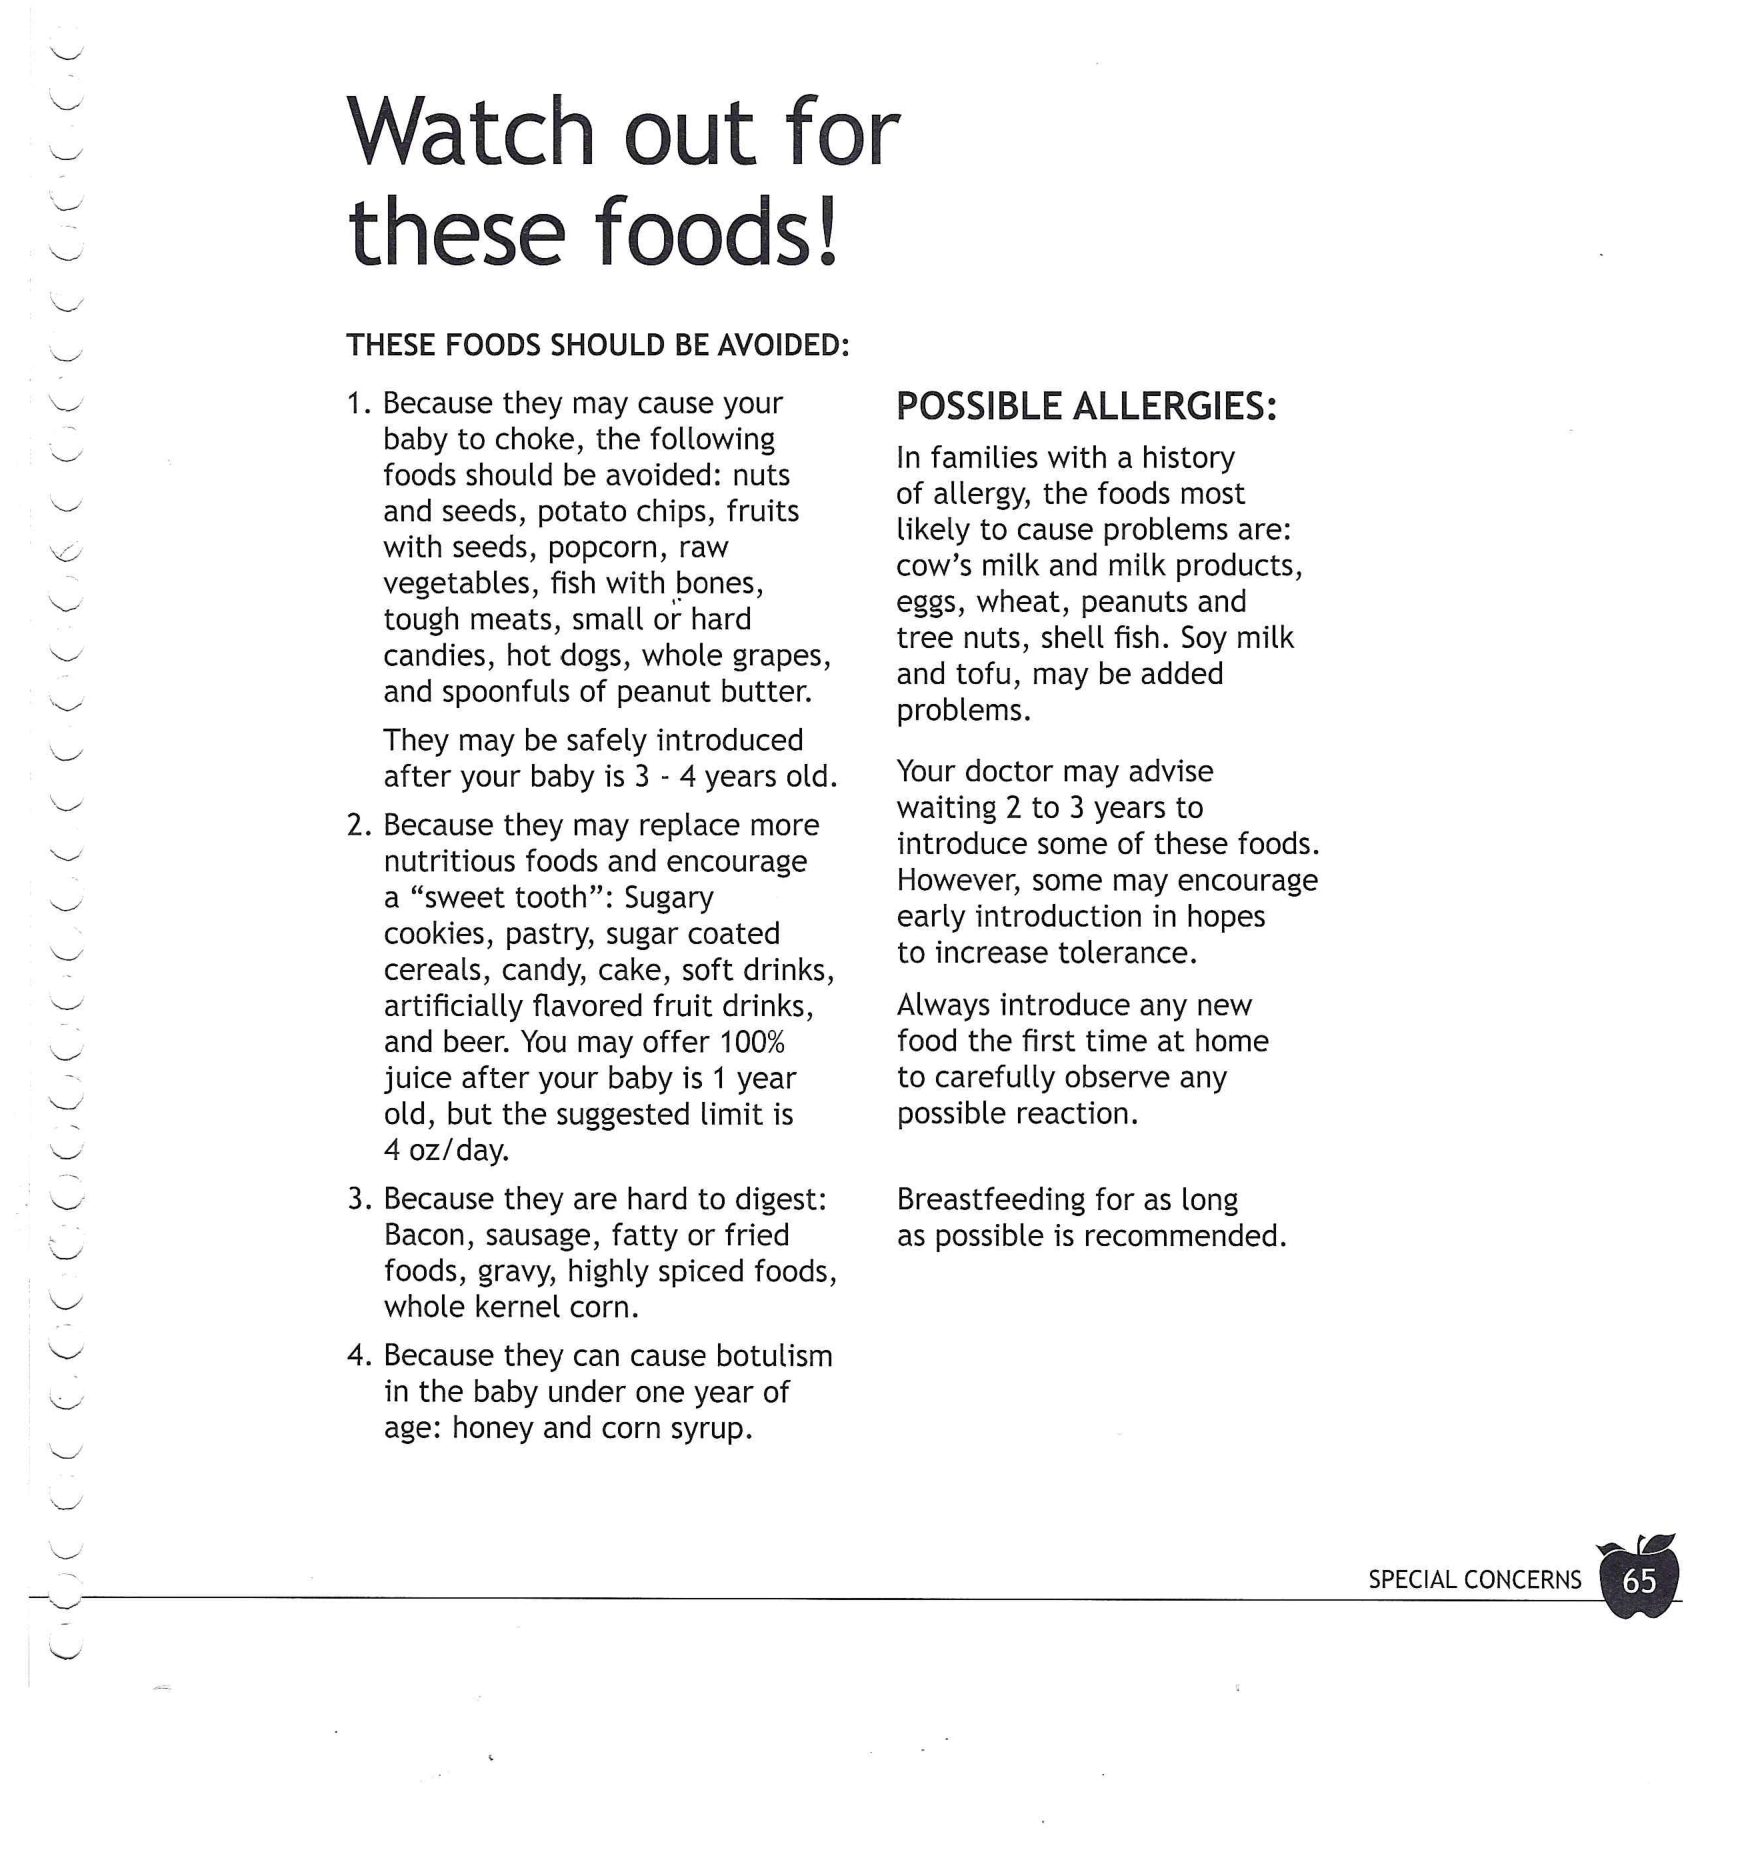 Watch out for
these foods!
THESE FOODS SHOULD BE AVOIDED:
1. Because they may cause your
baby to choke, the following
foods should be avoided: nuts
and seeds, potato chips, fruits
with seeds, popcorn, raw
vegetables, fish with bones,
tough meats, small or hard
candies, hot dogs, whole grapes,
and spoonfuls of peanut butter.
They may be safely introduced
after your baby is 3 - 4 years old.
2. Because they may replace more
nutritious foods and encourage
a “sweet tooth”: Sugary
cookies, pastry, sugar coated
cereals, candy, cake, soft drinks,
artificially flavored fruit drinks,
and beer. You may offer 100%
juice after your baby is 1 year
old, but the suggested limit is
4 oz/day.
3. Because they are hard to digest:
Bacon, sausage, fatty or fried
foods, gravy, highly spiced foods,
whole kernel corn.
4. Because they can cause botulism
in the baby under one year of
age: honey and corn syrup.
POSSIBLE ALLERGIES:
In families with a history
of allergy, the foods most
likely to cause problems are:
cow’s milk and milk products,
eggs, wheat, peanuts and
tree nuts, shell fish. Soy milk
and tofu, may be added
problems.
Your doctor may advise
waiting 2 to 3 years to
introduce some of these foods.
However, some may encourage
early introduction in hopes
to increase tolerance.
Always introduce any new
food the first time at home
to carefully observe any
possible reaction.
Breastfeeding for as long
as possible is recommended.
SPECIAL CONCERNS 65